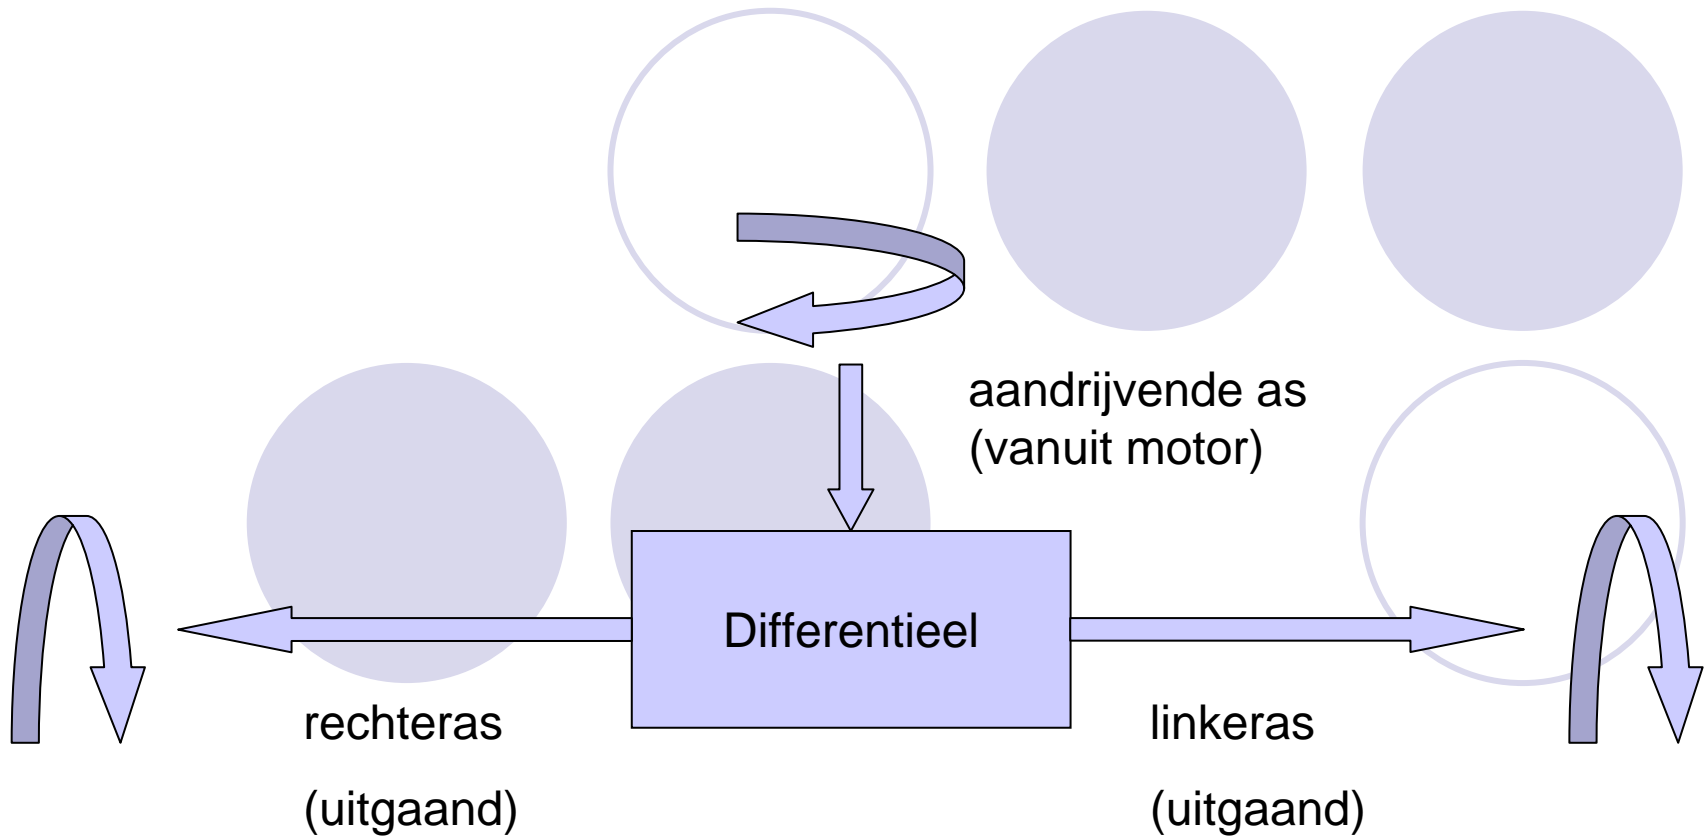 aandrijvende as
(vanuit motor)
Differentieel
rechteras
(uitgaand)
linkeras
(uitgaand)